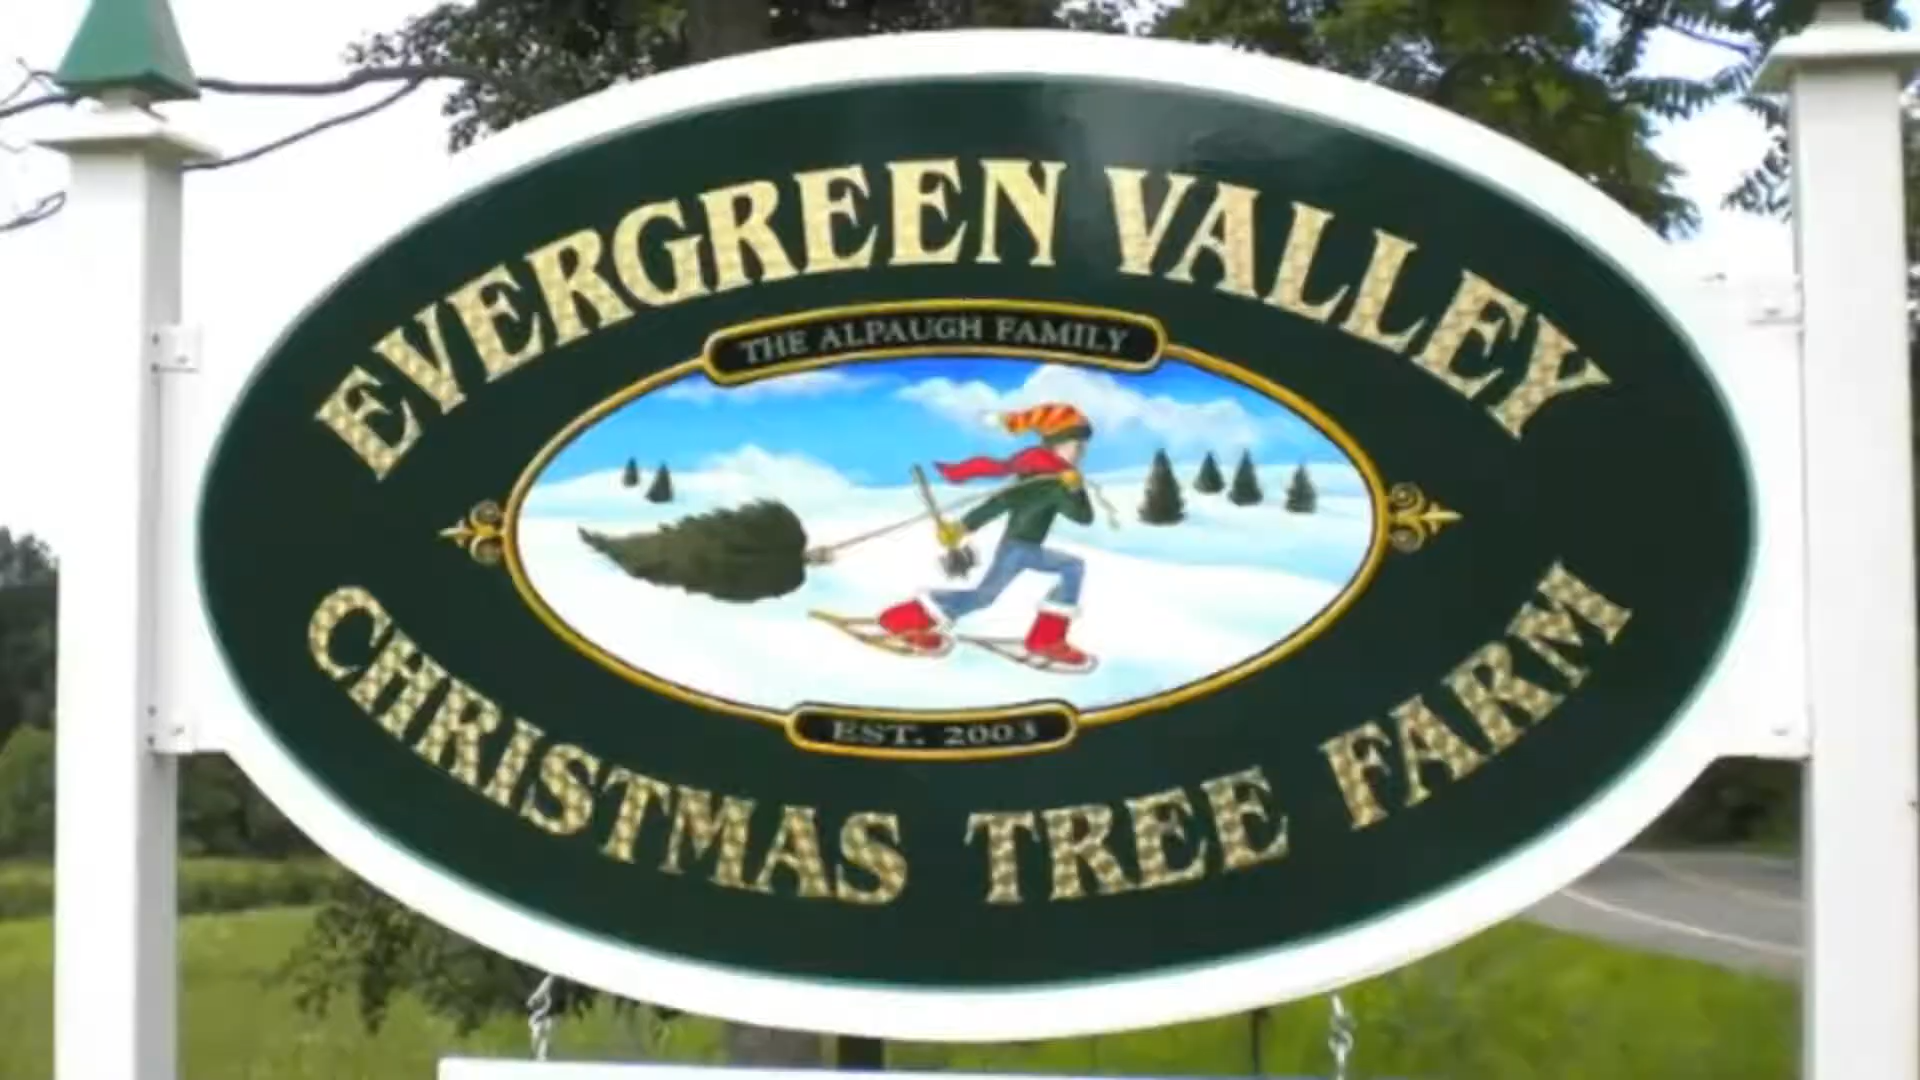 EVERGREEN VALLEY
THE ALPAUGH FAMILY
EST. 2003
CHRISTMAS TREE FARM